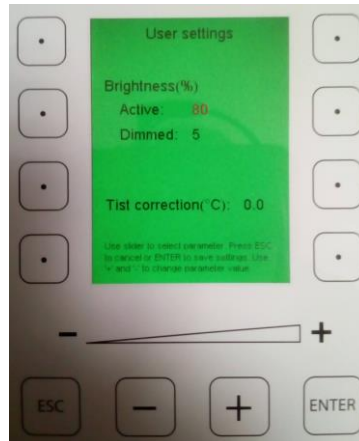 User settings
Brightness(%)
Active: 80
Dimmed: 5
Tist correction(°C): 0.0
Use slider to select parameter. Press ESC
to cancel or ENTER to save settings. Use
'+' and '-' to change parameter value.
- +
ESC - + ENTER